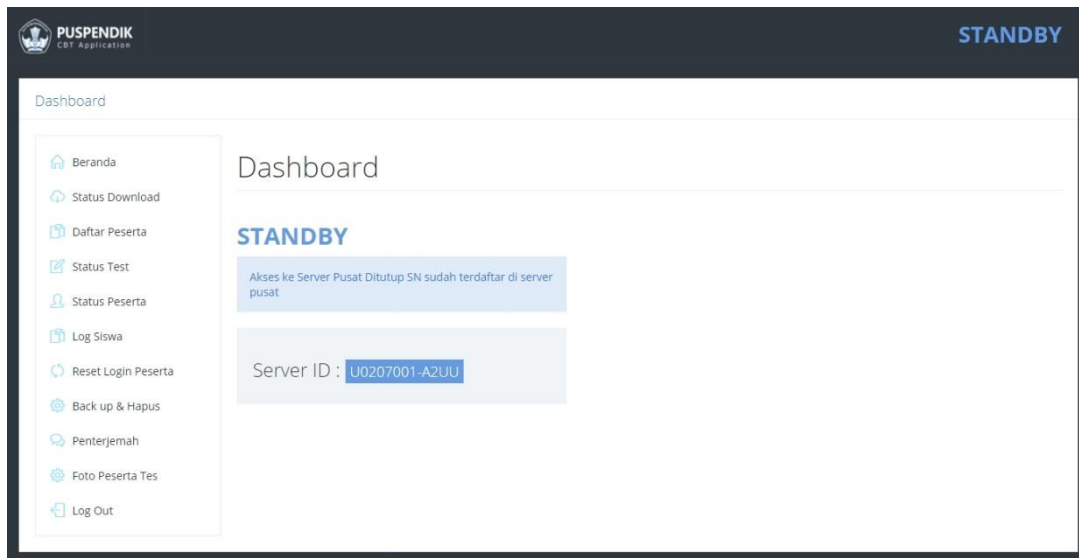 PUSPENDIK
CBT Application
STANDBY
Dashboard
Beranda
Status Download
Daftar Peserta
Status Test
Status Peserta
Log Siswa
Reset Login Peserta
Back up & Hapus
Penterjemah
Foto Peserta Tes
Log Out
Dashboard
STANDBY
Akses ke Server Pusat Ditutup SN sudah terdaftar di server
pusat
Server ID : U0207001-A2UU